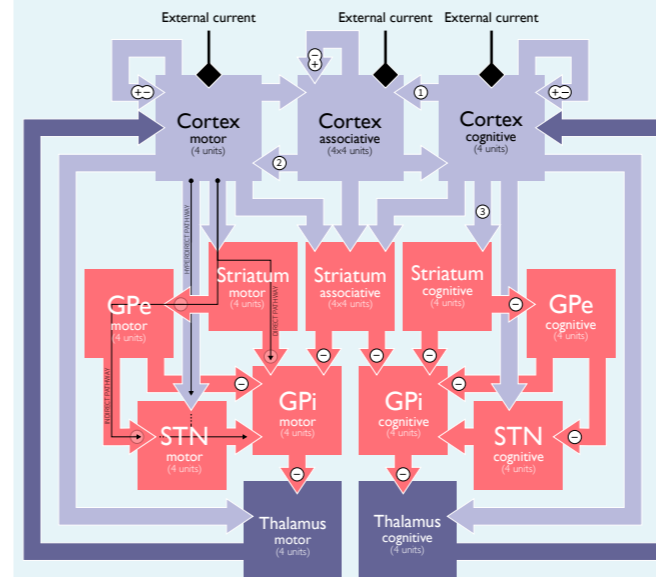 External current
External current
External current
Cortex
motor
(4 units)
Cortex
associative
(4x4 units)
Cortex
cognitive
(4 units)
+ −
− +
1
+ −
2
3
HYPERDIRECT PATHWAY
DIRECT PATHWAY
INDIRECT PATHWAY
Striatum
motor
(4 units)
Striatum
associative
(4x4 units)
Striatum
cognitive
(4 units)
GPe
motor
(4 units)
GPe
cognitive
(4 units)
−
−
−
−
−
GPi
motor
(4 units)
GPi
cognitive
(4 units)
−
−
STN
motor
(4 units)
STN
cognitive
(4 units)
−
−
−
Thalamus
motor
(4 units)
Thalamus
cognitive
(4 units)